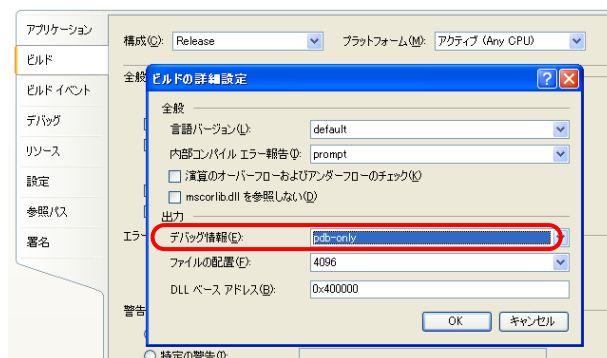 アプリケーション
ビルド
ビルド イベント
デバッグ
リソース
設定
参照パス
署名
構成(C): Release プラットフォーム(M): アクティブ (Any CPU)
全般
ビルドの詳細設定
全般
言語バージョン(L): default
内部コンパイル エラー報告(I): prompt
演算のオーバーフローおよびアンダーフローのチェック(K)
mscorlib.dll を参照しない(D)
出力
エラー
デバッグ情報(E): pdb-only
ファイルの配置(F): 4096
DLL ベース アドレス(B): 0x400000
警告
OK キャンセル
特定の警告(I):